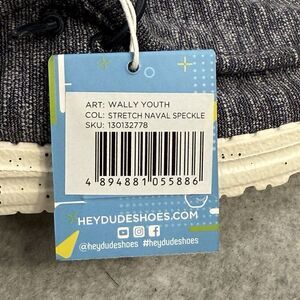 ART: WALLY YOUTH
COL: STRETCH NAVAL SPECKLE
SKU: 130132778
4 894881 055886
HEYDUDESHOES.COM
@heydudeshoes #heydudeshoes